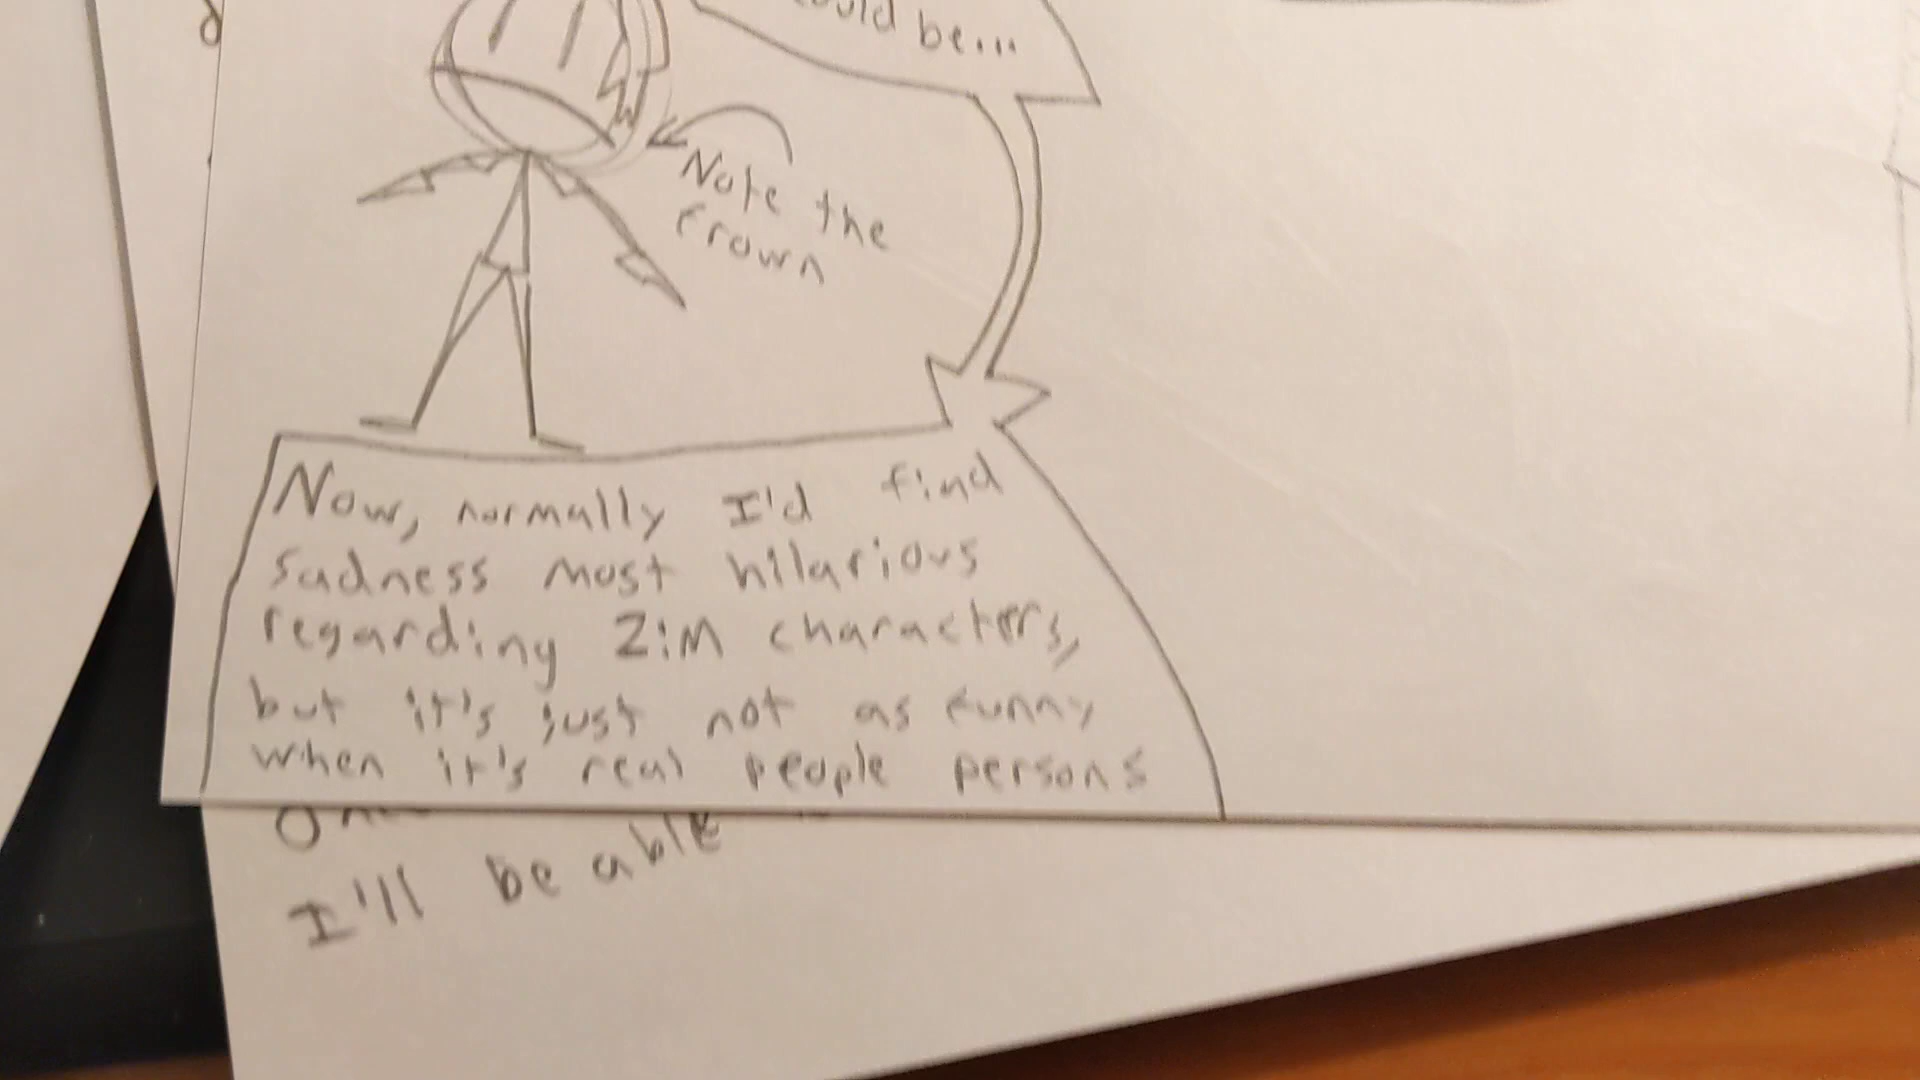 be...
Note the
frown
Now, normally I'd find
sadness most hilarious
regarding ZiM characters,
but it's just not as funny
when it's real people persons
I'll be able